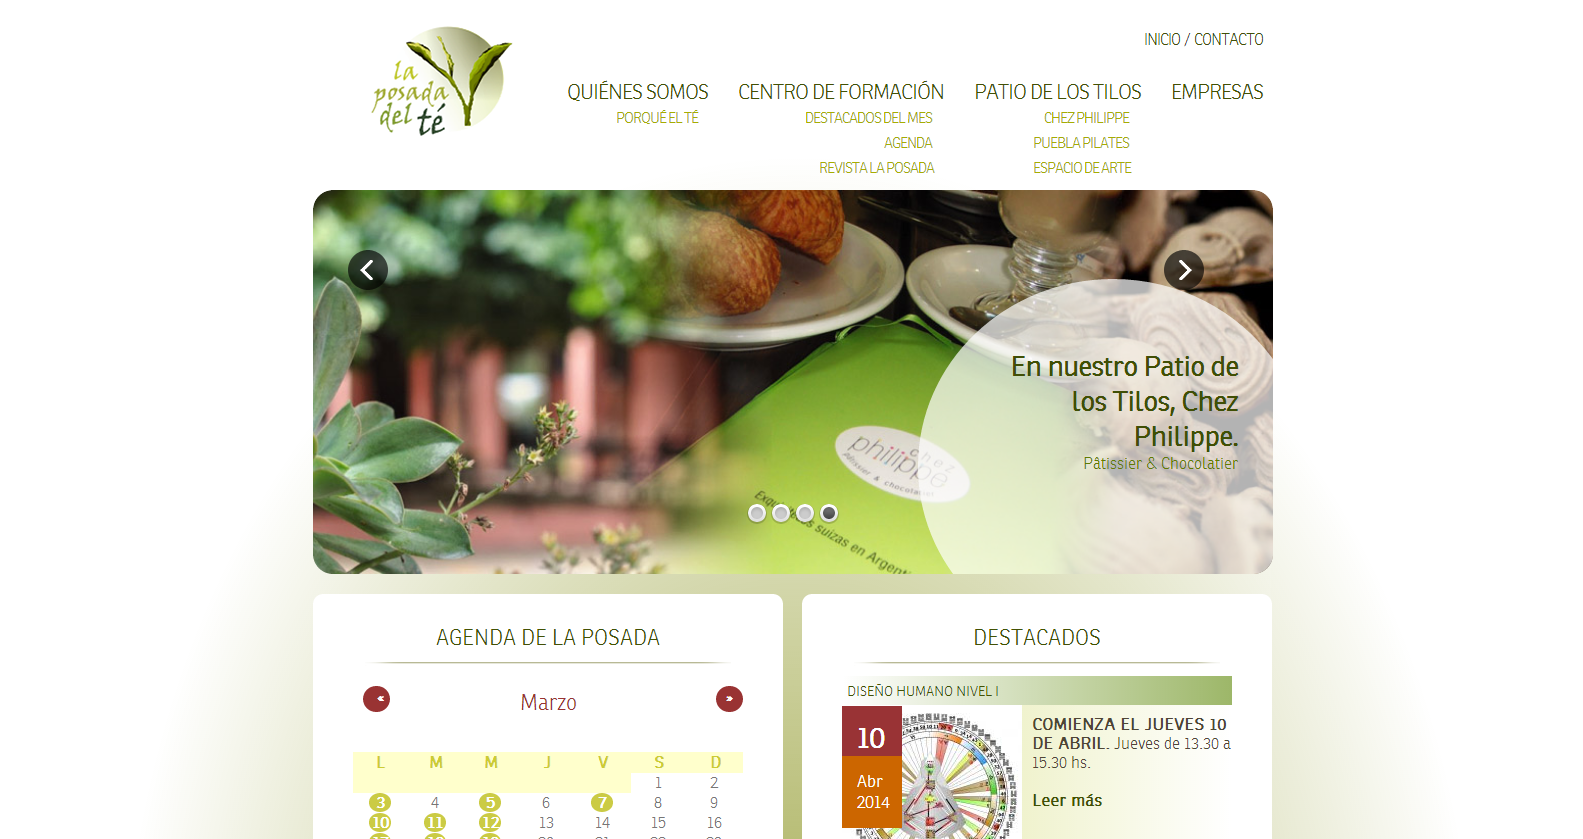 la
posada
del té
INICIO / CONTACTO
QUIÉNES SOMOS
CENTRO DE FORMACIÓN
PATIO DE LOS TILOS
EMPRESAS
PORQUÉ EL TÉ
DESTACADOS DEL MES
CHEZ PHILIPPE
AGENDA
PUEBLA PILATES
REVISTA LA POSADA
ESPACIO DE ARTE
En nuestro Patio de
los Tilos, Chez
Philippe.
Pâtissier & Chocolatier
chez
philippe
pâtissier & chocolatier
suizas en Argenti
AGENDA DE LA POSADA
Marzo
L M M J V S D
1 2
3 4 5 6 7 8 9
10 11 12 13 14 15 16
DESTACADOS
DISEÑO HUMANO NIVEL I
10
Abr
2014
COMIENZA EL JUEVES 10
DE ABRIL. Jueves de 13.30 a
15.30 hs.
Leer más